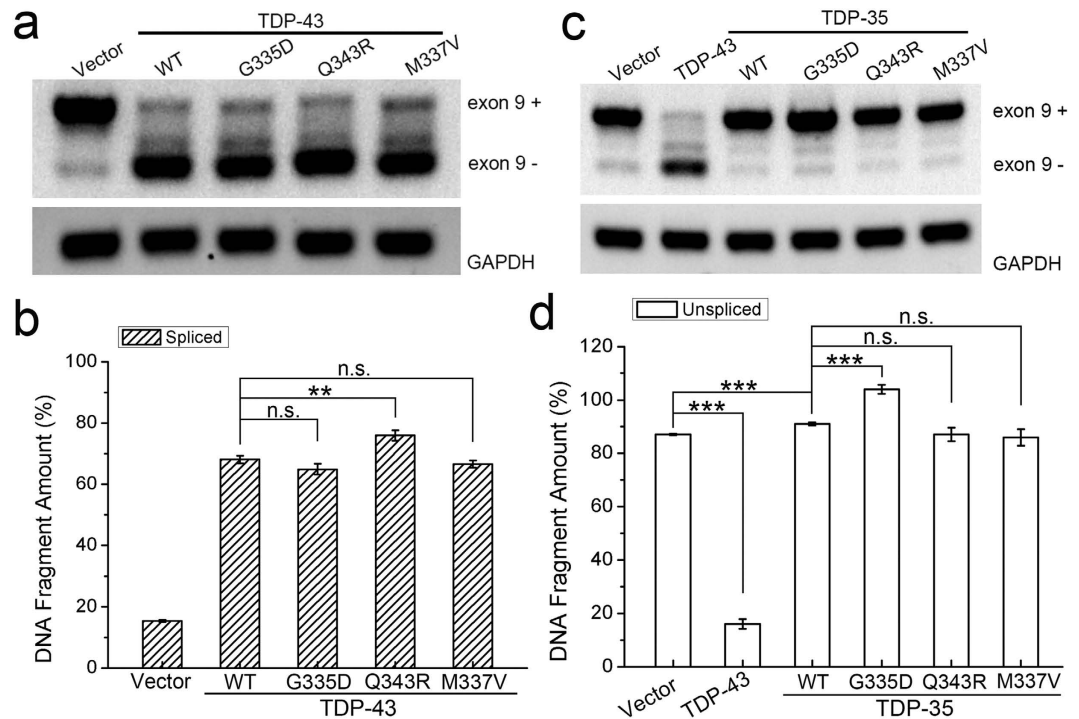 a
TDP-43
Vector WT G335D Q343R M337V
exon 9 +
exon 9 -
GAPDH
b
Spliced
DNA Fragment Amount (%)
100
80
60
40
20
0
n.s.
**
n.s.
Vector WT G335D Q343R M337V
TDP-43
c
TDP-35
Vector TDP-43 WT G335D Q343R M337V
exon 9 +
exon 9 -
GAPDH
d
Unspliced
DNA Fragment Amount (%)
120
100
80
60
40
20
0
n.s.
n.s.
***
***
***
Vector TDP-43 WT G335D Q343R M337V
TDP-35